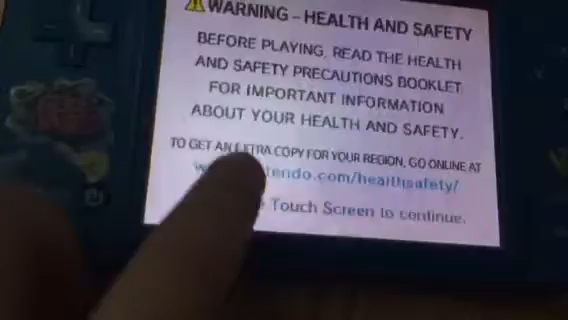 WARNING - HEALTH AND SAFETY
BEFORE PLAYING, READ THE HEALTH
AND SAFETY PRECAUTIONS BOOKLET
FOR IMPORTANT INFORMATION
ABOUT YOUR HEALTH AND SAFETY.
TO GET AN EXTRA COPY FOR YOUR REGION, GO ONLINE AT
tendo.com/healthsafety/
Touch Screen to continue.